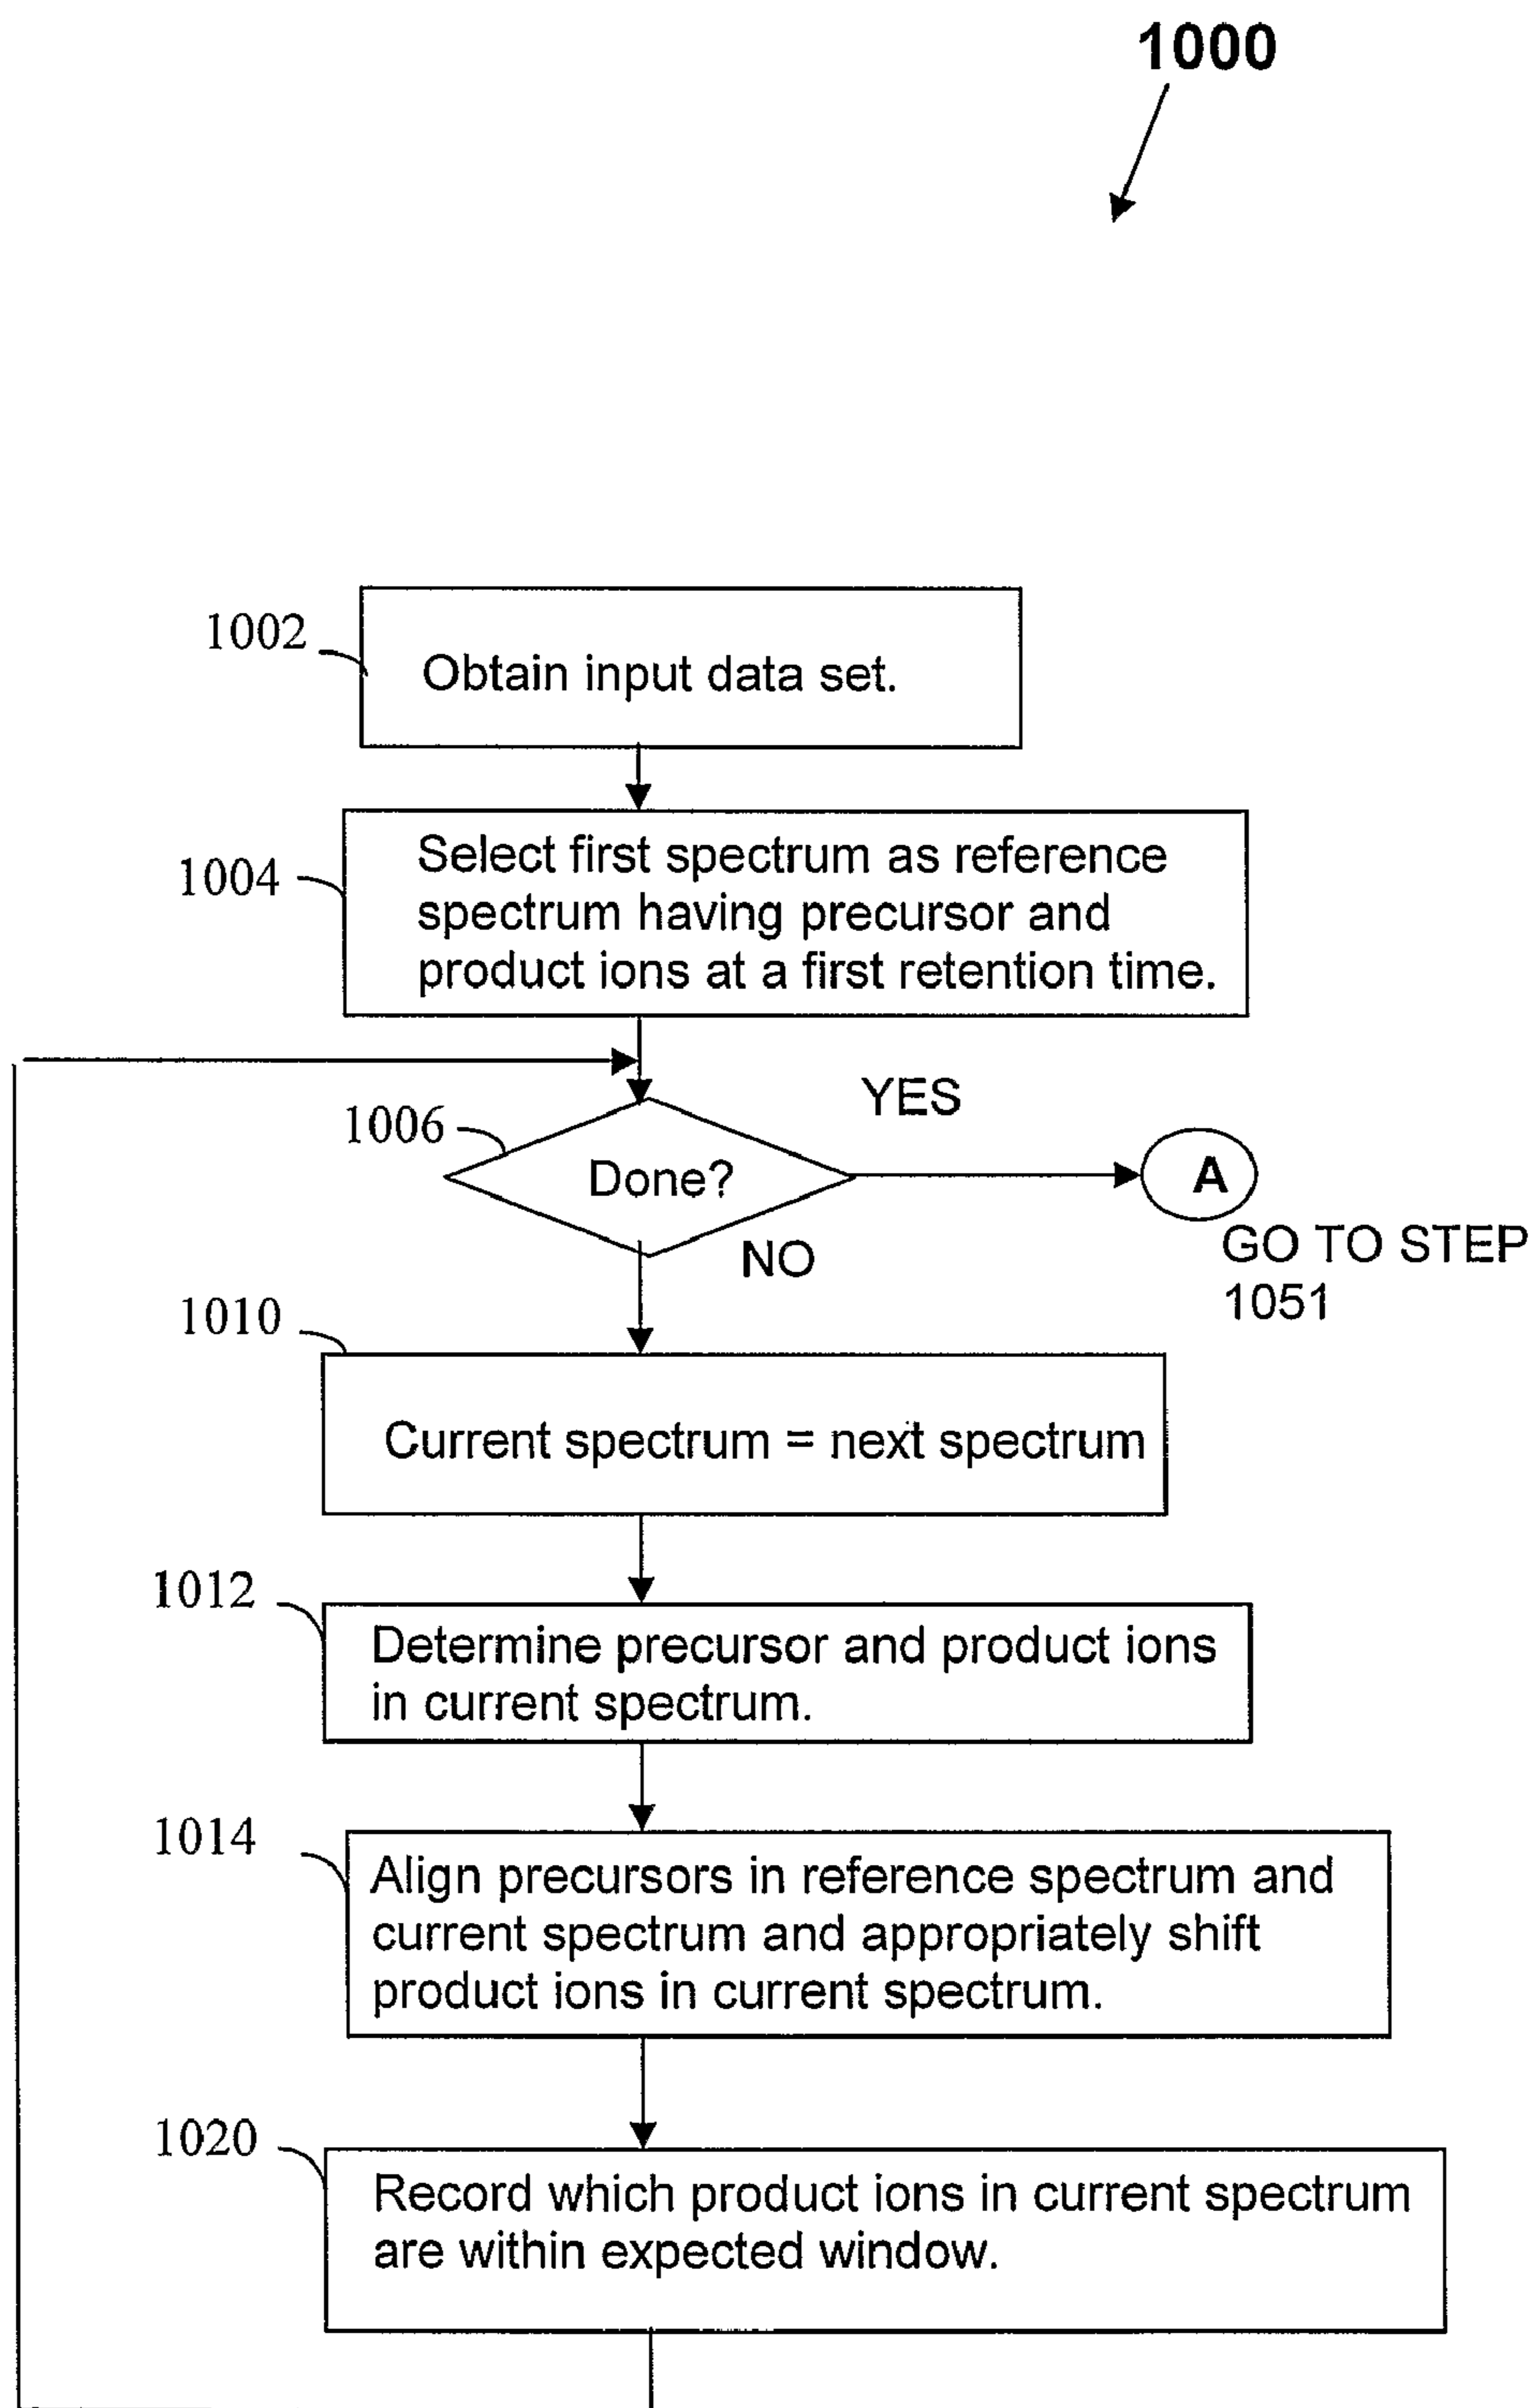 1000
1002
Obtain input data set.
1004
Select first spectrum as reference
spectrum having precursor and
product ions at a first retention time.
YES
1006
Done?
A
NO
GO TO STEP
1051
1010
Current spectrum = next spectrum
1012
Determine precursor and product ions
in current spectrum.
1014
Align precursors in reference spectrum and
current spectrum and appropriately shift
product ions in current spectrum.
1020
Record which product ions in current spectrum
are within expected window.